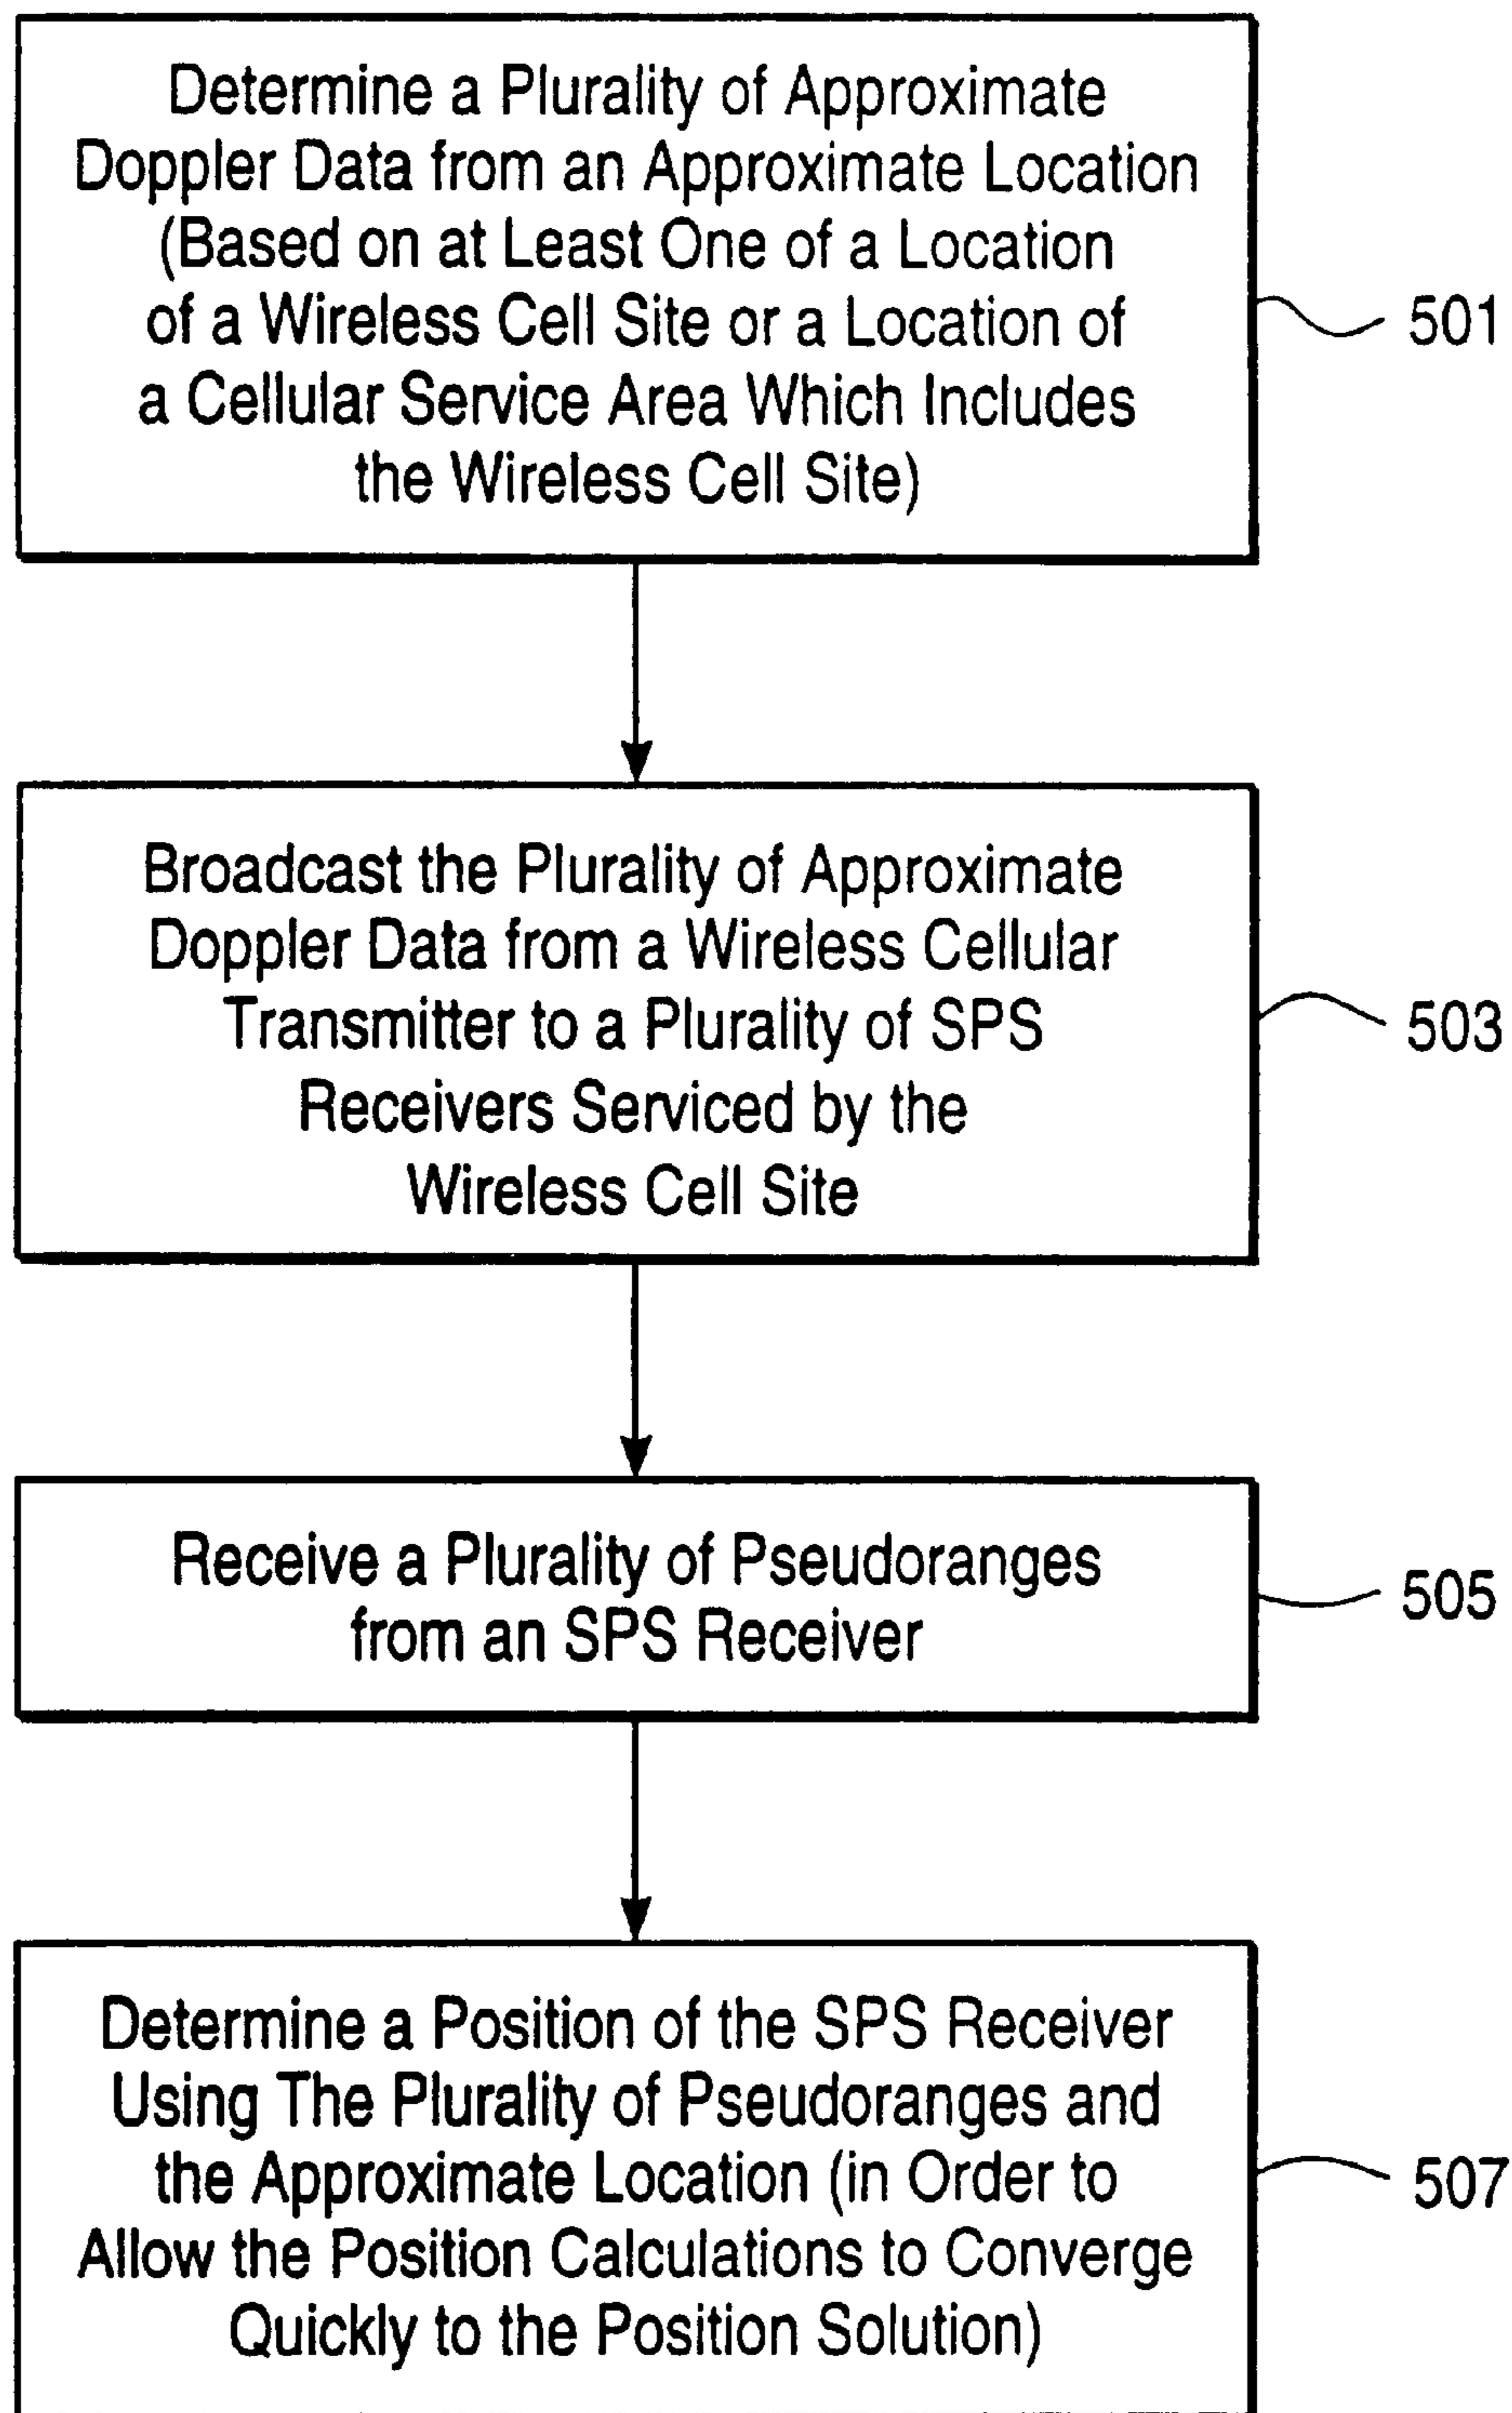 Determine a Plurality of Approximate
Doppler Data from an Approximate Location
(Based on at Least One of a Location
of a Wireless Cell Site or a Location of
a Cellular Service Area Which Includes
the Wireless Cell Site)
501
Broadcast the Plurality of Approximate
Doppler Data from a Wireless Cellular
Transmitter to a Plurality of SPS
Receivers Serviced by the
Wireless Cell Site
503
Receive a Plurality of Pseudoranges
from an SPS Receiver
505
Determine a Position of the SPS Receiver
Using The Plurality of Pseudoranges and
the Approximate Location (in Order to
Allow the Position Calculations to Converge
Quickly to the Position Solution)
507